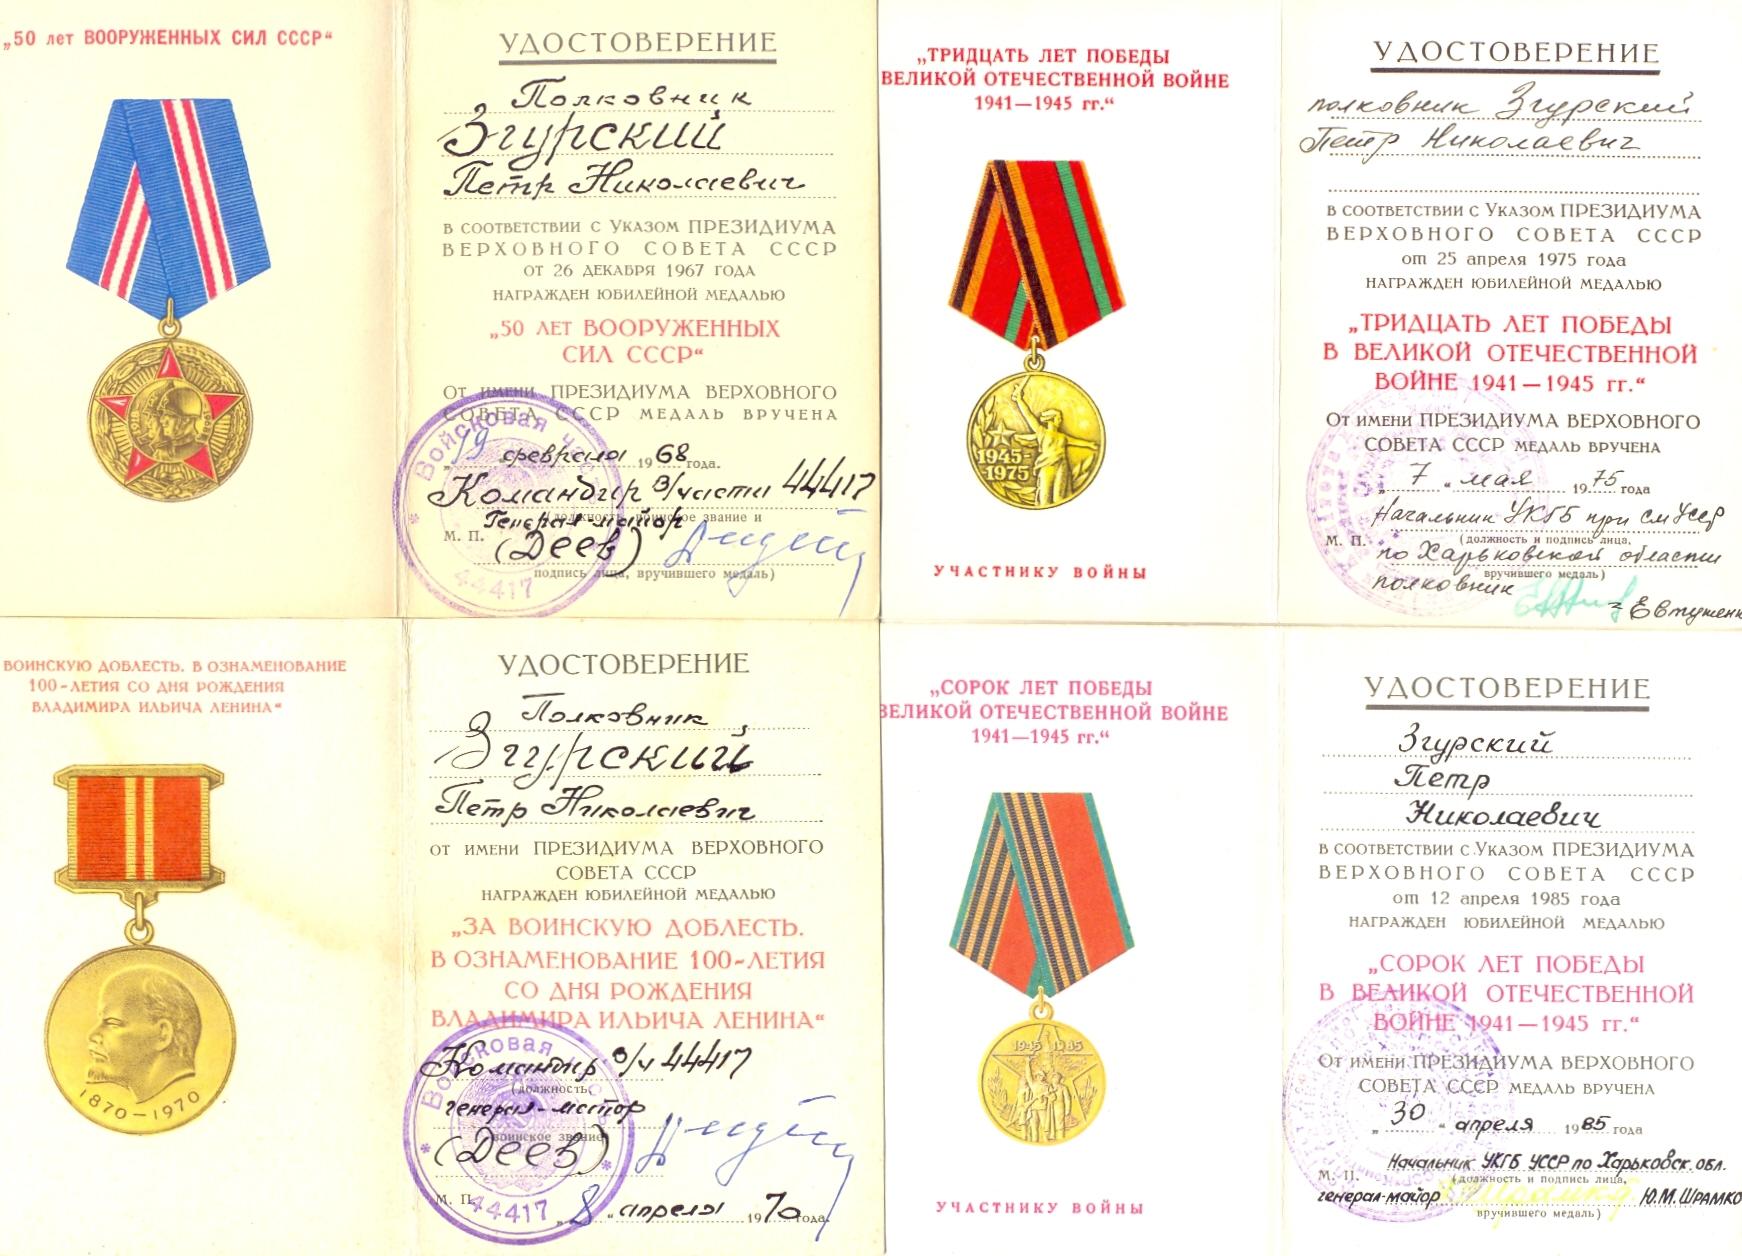 „50 лет ВООРУЖЕННЫХ СИЛ СССР“
УДОСТОВЕРЕНИЕ
Полковник
Згурский
Петр Николаевич
В СООТВЕТСТВИИ С УКАЗОМ ПРЕЗИДИУМА
ВЕРХОВНОГО СОВЕТА СССР
ОТ 26 ДЕКАБРЯ 1967 ГОДА
НАГРАЖДЕН ЮБИЛЕЙНОЙ МЕДАЛЬЮ
„50 ЛЕТ ВООРУЖЕННЫХ
СИЛ СССР“
ОТ ИМЕНИ ПРЕЗИДИУМА ВЕРХОВНОГО
СОВЕТА СССР МЕДАЛЬ ВРУЧЕНА
„19 февраля 1968 года.
Командир в/части 44417
(должность, воинское звание и
Генерал майор
М. П. (Деев)
подпись лица, вручившего медаль)
Войсковая
44417
„ТРИДЦАТЬ ЛЕТ ПОБЕДЫ
ВЕЛИКОЙ ОТЕЧЕСТВЕННОЙ ВОЙНЕ
1941—1945 гг.“
1945-
-1975
УЧАСТНИКУ ВОЙНЫ
УДОСТОВЕРЕНИЕ
полковник Згурский
Петр Николаевич
В СООТВЕТСТВИИ С УКАЗОМ ПРЕЗИДИУМА
ВЕРХОВНОГО СОВЕТА СССР
от 25 апреля 1975 года
НАГРАЖДЕН ЮБИЛЕЙНОЙ МЕДАЛЬЮ
„ТРИДЦАТЬ ЛЕТ ПОБЕДЫ
В ВЕЛИКОЙ ОТЕЧЕСТВЕННОЙ
ВОЙНЕ 1941—1945 гг.“
ОТ ИМЕНИ ПРЕЗИДИУМА ВЕРХОВНОГО
СОВЕТА СССР МЕДАЛЬ ВРУЧЕНА
„7“ мая 1975 года
Начальник УКГБ при СМ УССР
М. П. (должность и подпись лица,
по Харьковской области
вручившего медаль)
полковник Евтушенк
ВОИНСКУЮ ДОБЛЕСТЬ. В ОЗНАМЕНОВАНИЕ
100-ЛЕТИЯ СО ДНЯ РОЖДЕНИЯ
ВЛАДИМИРА ИЛЬИЧА ЛЕНИНА“
1870-1970
УДОСТОВЕРЕНИЕ
Полковник
Згурский
Петр Николаевич
ОТ ИМЕНИ ПРЕЗИДИУМА ВЕРХОВНОГО
СОВЕТА СССР
НАГРАЖДЕН ЮБИЛЕЙНОЙ МЕДАЛЬЮ
„ЗА ВОИНСКУЮ ДОБЛЕСТЬ.
В ОЗНАМЕНОВАНИЕ 100-ЛЕТИЯ
СО ДНЯ РОЖДЕНИЯ
ВЛАДИМИРА ИЛЬИЧА ЛЕНИНА“
Командир в/ч 44417
(должность,
генерал-майор
воинское звание
(Деев)
М. П.
„8“ апреля 1970 года.
44417
„СОРОК ЛЕТ ПОБЕДЫ
ВЕЛИКОЙ ОТЕЧЕСТВЕННОЙ ВОЙНЕ
1941—1945 гг.“
1945 1985
УЧАСТНИКУ ВОЙНЫ
УДОСТОВЕРЕНИЕ
Згурский
Петр
Николаевич
В СООТВЕТСТВИИ С УКАЗОМ ПРЕЗИДИУМА
ВЕРХОВНОГО СОВЕТА СССР
от 12 апреля 1985 года
НАГРАЖДЕН ЮБИЛЕЙНОЙ МЕДАЛЬЮ
„СОРОК ЛЕТ ПОБЕДЫ
В ВЕЛИКОЙ ОТЕЧЕСТВЕННОЙ
ВОЙНЕ 1941—1945 гг.“
ОТ ИМЕНИ ПРЕЗИДИУМА ВЕРХОВНОГО
СОВЕТА СССР МЕДАЛЬ ВРУЧЕНА
„30“ апреля 1985 года
Начальник УКГБ УССР по Харьковск. обл.
М. П. (должность и подпись лица,
генерал-майор Ю.М. ШРАМКО
вручившего медаль)